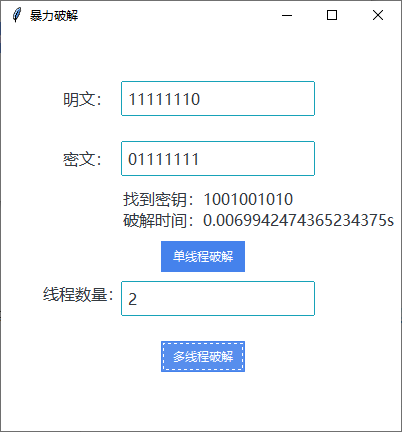 暴力破解
明文： 11111110
密文： 01111111
找到密钥：1001001010
破解时间：0.0069942474365234375s
单线程破解
线程数量： 2
多线程破解